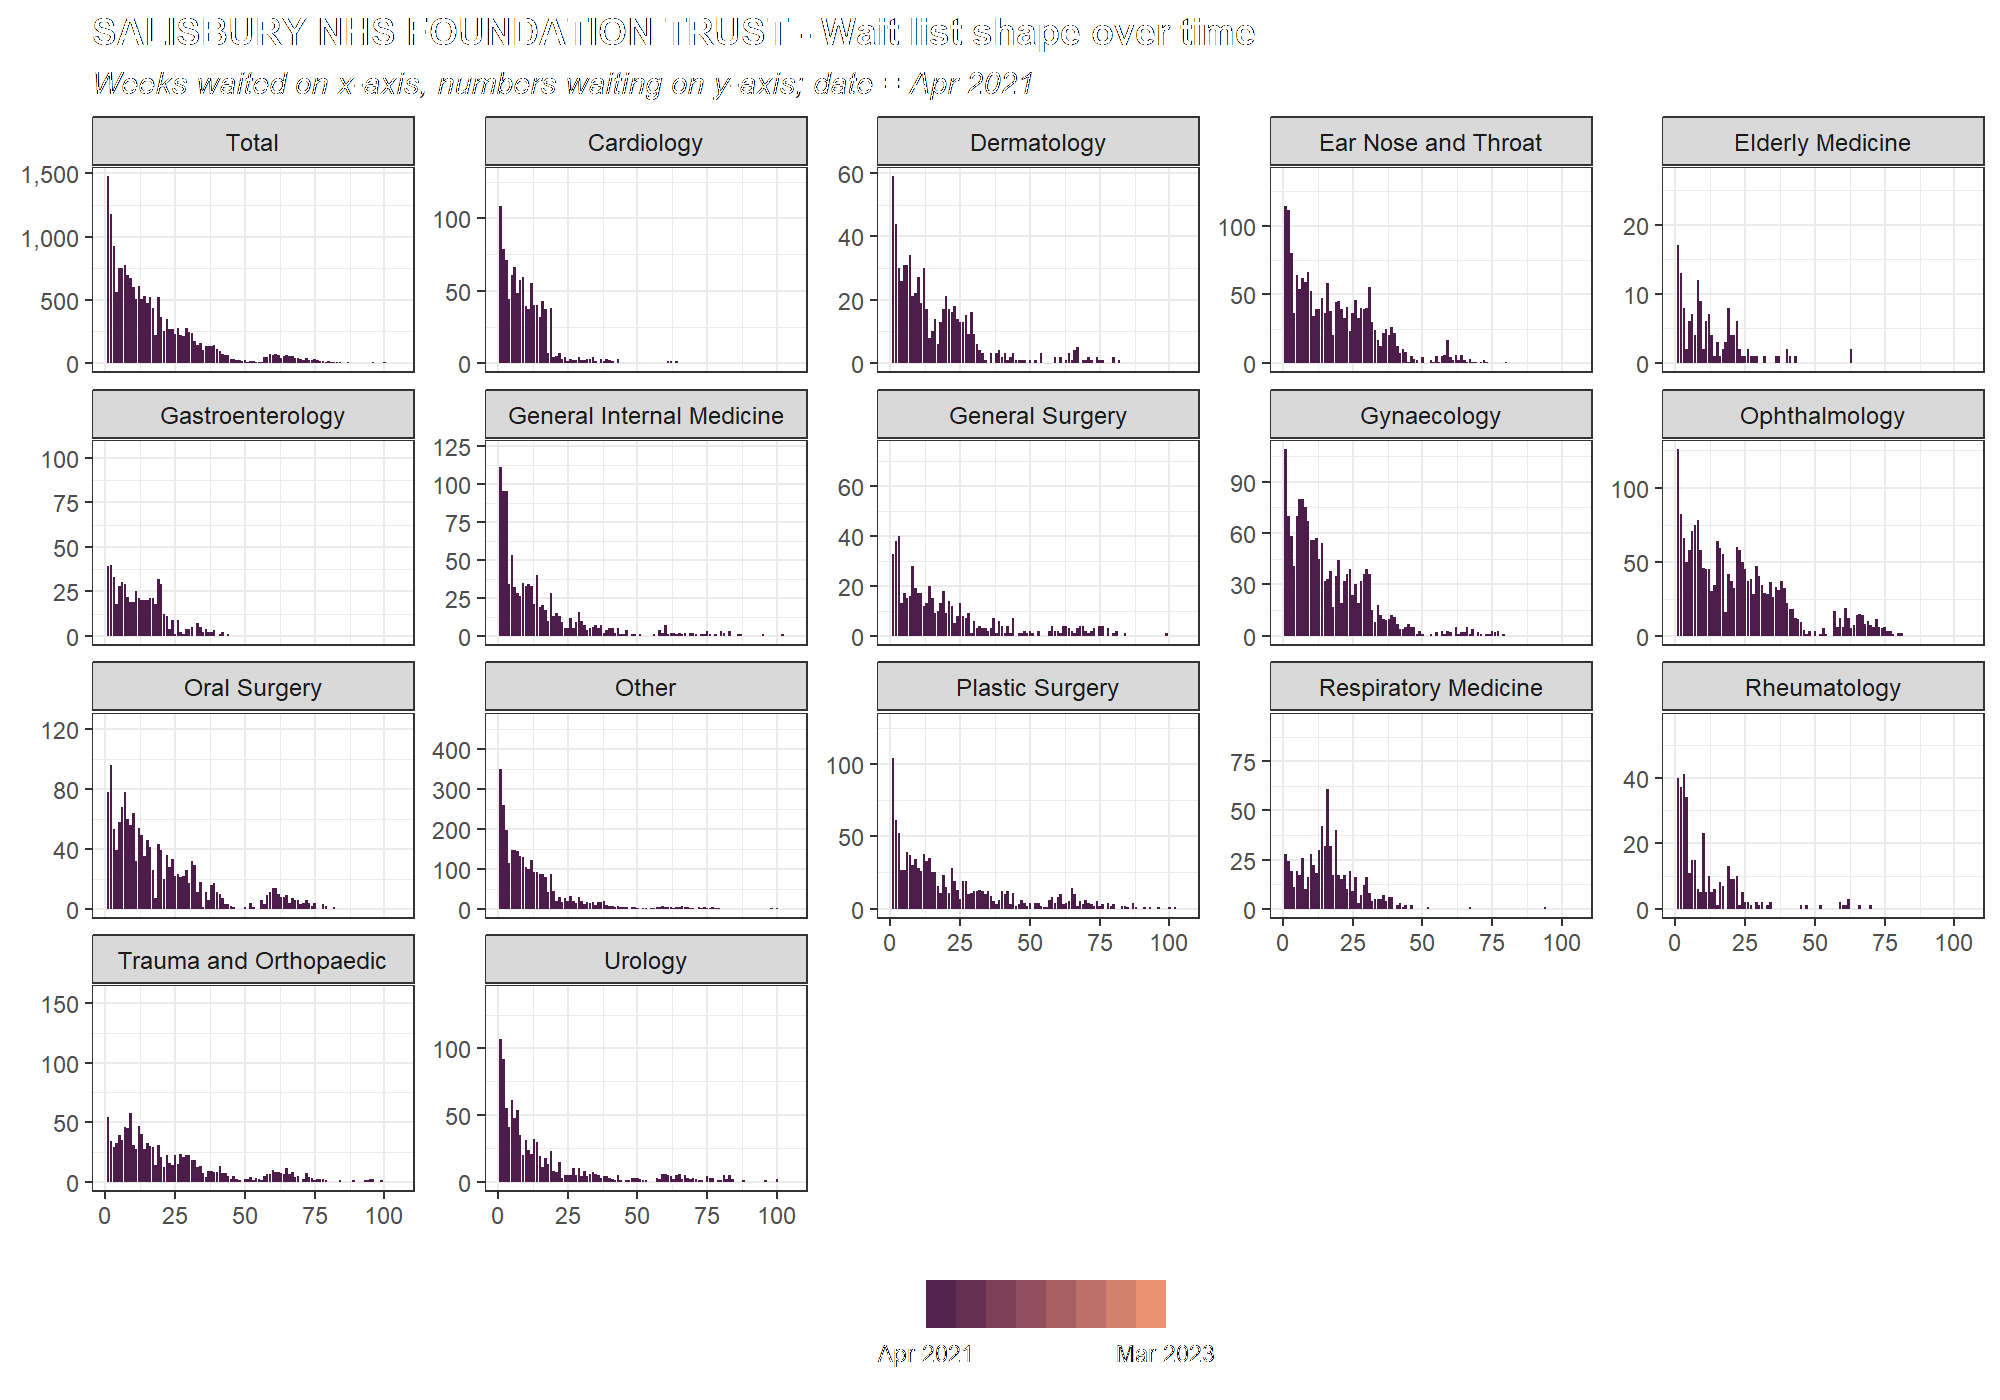 SALISBURY NHS FOUNDATION TRUST - Wait list shape over time
Weeks waited on x-axis, numbers waiting on y-axis; date = Apr 2021
Total
Cardiology
Dermatology
Ear Nose and Throat
Elderly Medicine
1,500
1,000
500
0
100
50
0
60
40
20
0
100
50
0
20
10
0
Gastroenterology
General Internal Medicine
General Surgery
Gynaecology
Ophthalmology
100
75
50
25
0
125
100
75
50
25
0
60
40
20
0
90
60
30
0
100
50
0
Oral Surgery
Other
Plastic Surgery
Respiratory Medicine
Rheumatology
120
80
40
0
400
300
200
100
0
100
50
0
75
50
25
0
40
20
0
0 25 50 75 100
0 25 50 75 100
0 25 50 75 100
Trauma and Orthopaedic
Urology
150
100
50
0
100
50
0
0 25 50 75 100
0 25 50 75 100
Apr 2021
Mar 2023